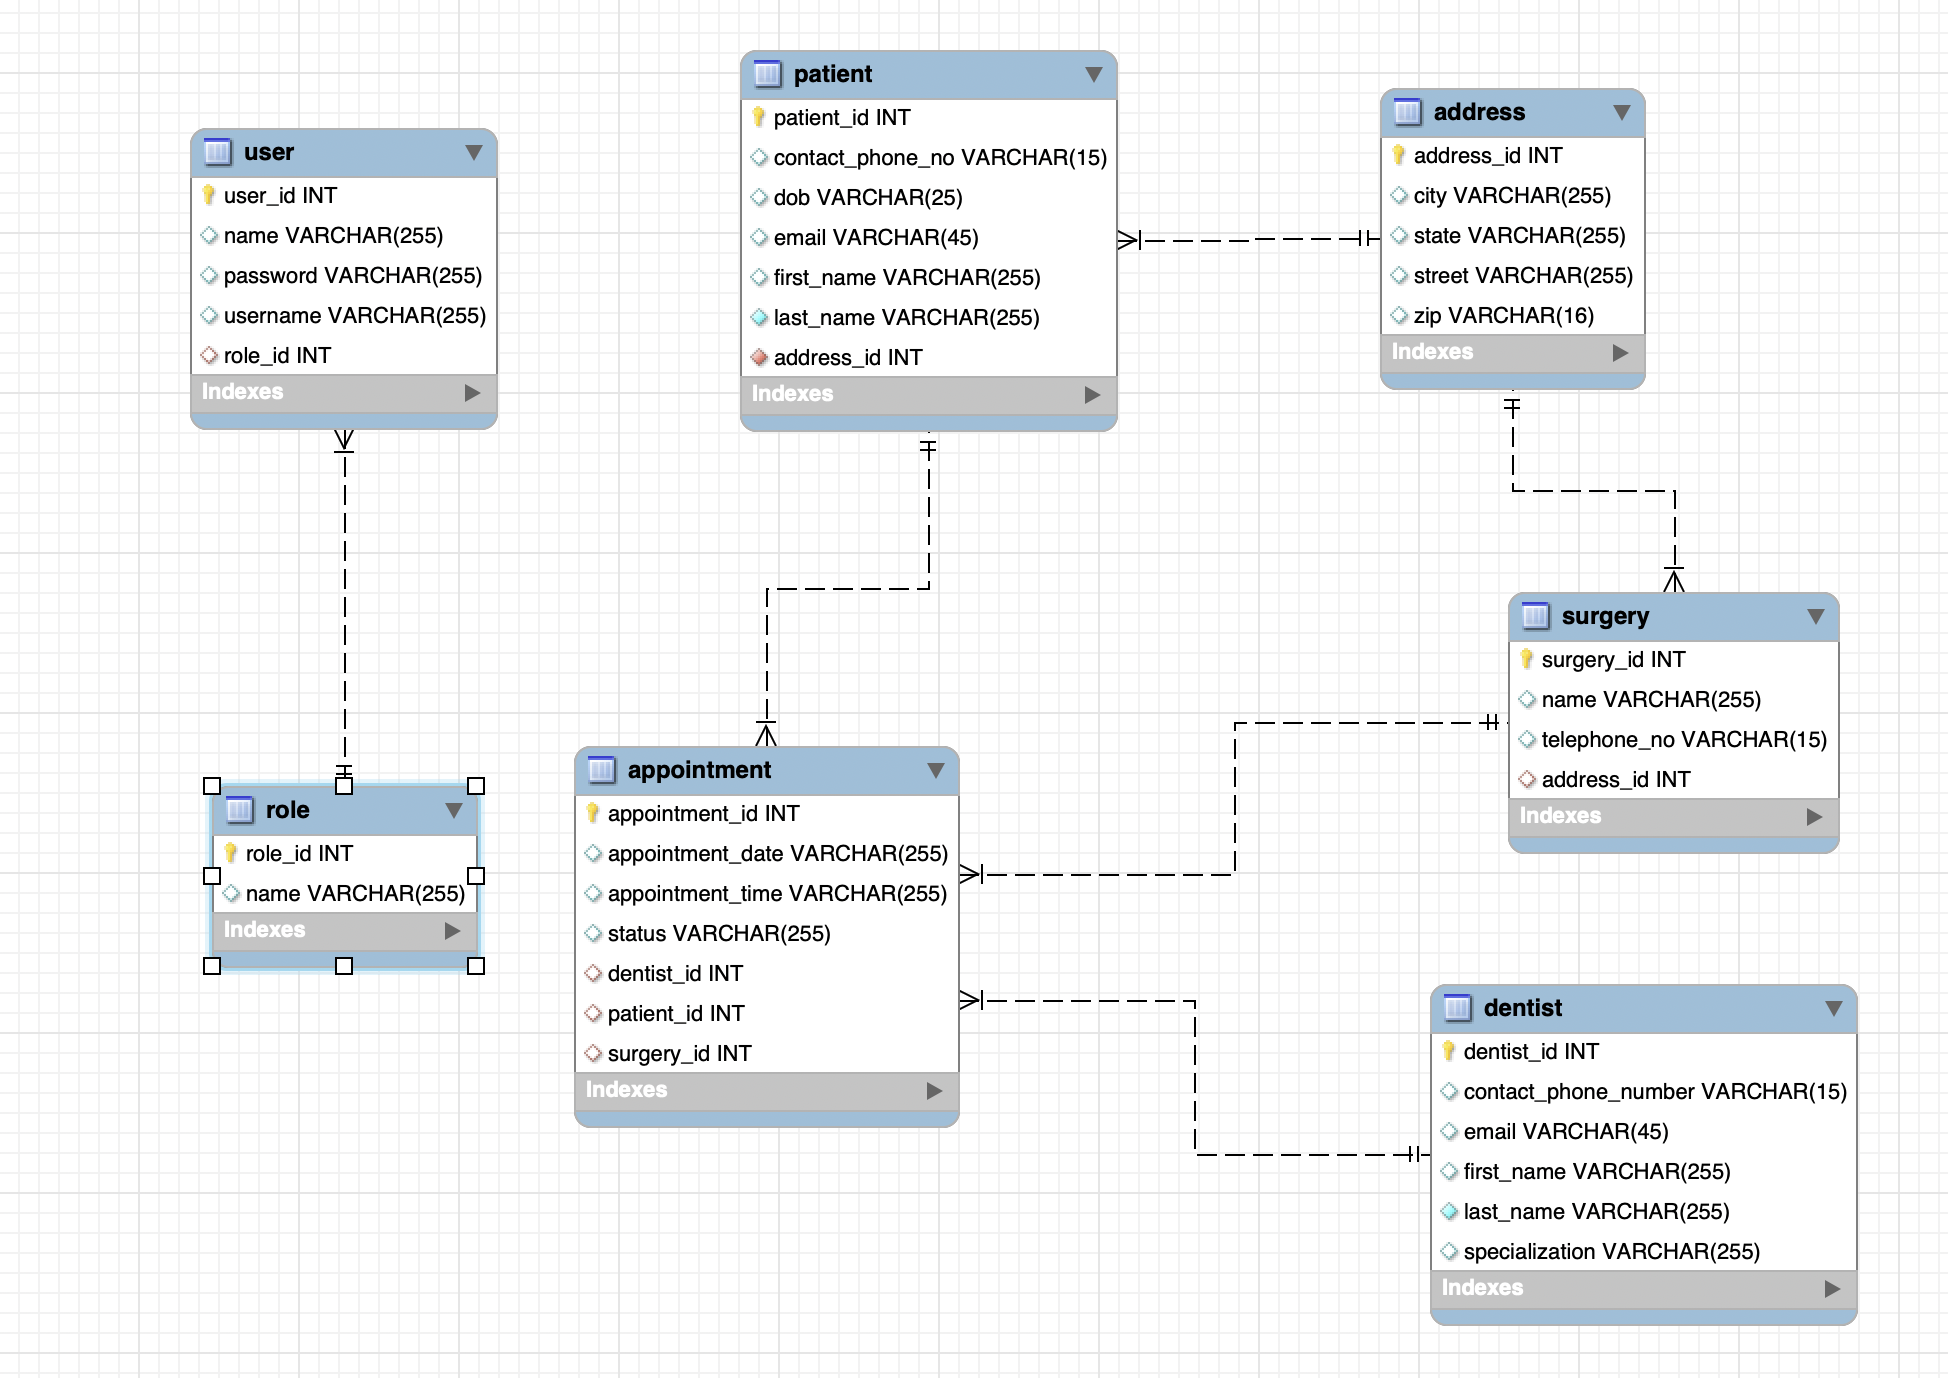 user
user_id INT
name VARCHAR(255)
password VARCHAR(255)
username VARCHAR(255)
role_id INT
Indexes
patient
patient_id INT
contact_phone_no VARCHAR(15)
dob VARCHAR(25)
email VARCHAR(45)
first_name VARCHAR(255)
last_name VARCHAR(255)
address_id INT
Indexes
address
address_id INT
city VARCHAR(255)
state VARCHAR(255)
street VARCHAR(255)
zip VARCHAR(16)
Indexes
role
role_id INT
name VARCHAR(255)
Indexes
appointment
appointment_id INT
appointment_date VARCHAR(255)
appointment_time VARCHAR(255)
status VARCHAR(255)
dentist_id INT
patient_id INT
surgery_id INT
Indexes
surgery
surgery_id INT
name VARCHAR(255)
telephone_no VARCHAR(15)
address_id INT
Indexes
dentist
dentist_id INT
contact_phone_number VARCHAR(15)
email VARCHAR(45)
first_name VARCHAR(255)
last_name VARCHAR(255)
specialization VARCHAR(255)
Indexes